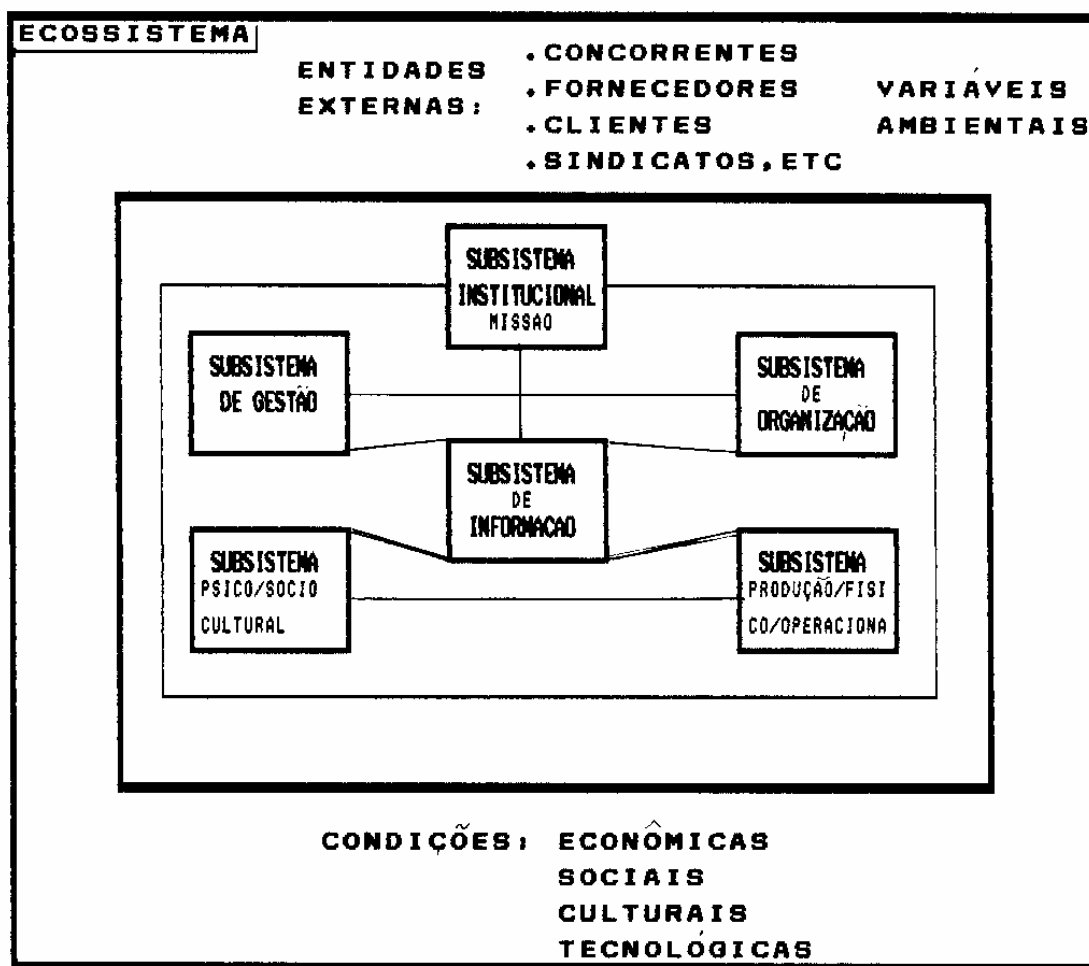 ECOSSISTEMA
ENTIDADES
EXTERNAS:
.CONCORRENTES
.FORNECEDORES
.CLIENTES
.SINDICATOS,ETC
VARIÁVEIS
AMBIENTAIS
SUBSISTEMA
INSTITUCIONAL
MISSAO
SUBSISTEMA
DE GESTÃO
SUBSISTEMA
DE
ORGANIZAÇÃO
SUBSISTEMA
DE
INFORMACAO
SUBSISTEMA
PSICO/SOCIO
CULTURAL
SUBSISTEMA
PRODUÇÃO/FISI
CO/OPERACIONA
CONDIÇÕES: ECONÔMICAS
SOCIAIS
CULTURAIS
TECNOLÓGICAS